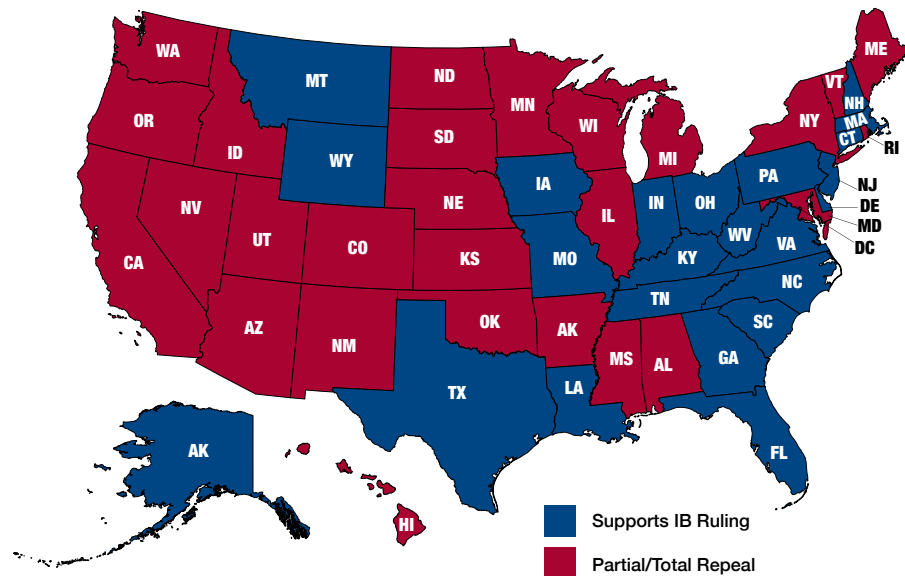 WA
MT
ND
MN
ME
VT
NH
MA
CT
RI
NY
OR
ID
SD
WI
MI
WY
NE
IA
PA
NJ
DE
MD
DC
NV
UT
CO
IL
IN
OH
WV
VA
KS
MO
KY
CA
NC
TN
AZ
NM
OK
AK
SC
MS
AL
GA
TX
LA
FL
AK
HI
Supports IB Ruling
Partial/Total Repeal